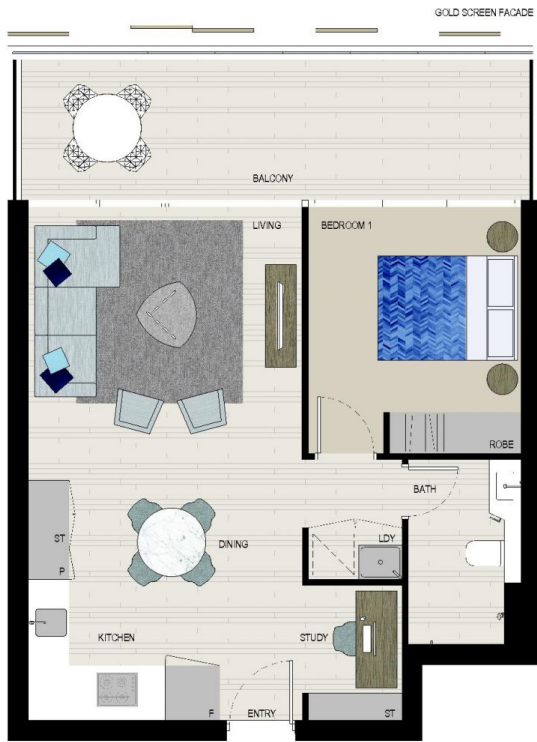 GOLD SCREEN FACADE
BALCONY
LIVING
BEDROOM 1
ROBE
BATH
ST
P
DINING
LDY
KITCHEN
STUDY
F
ENTRY
ST